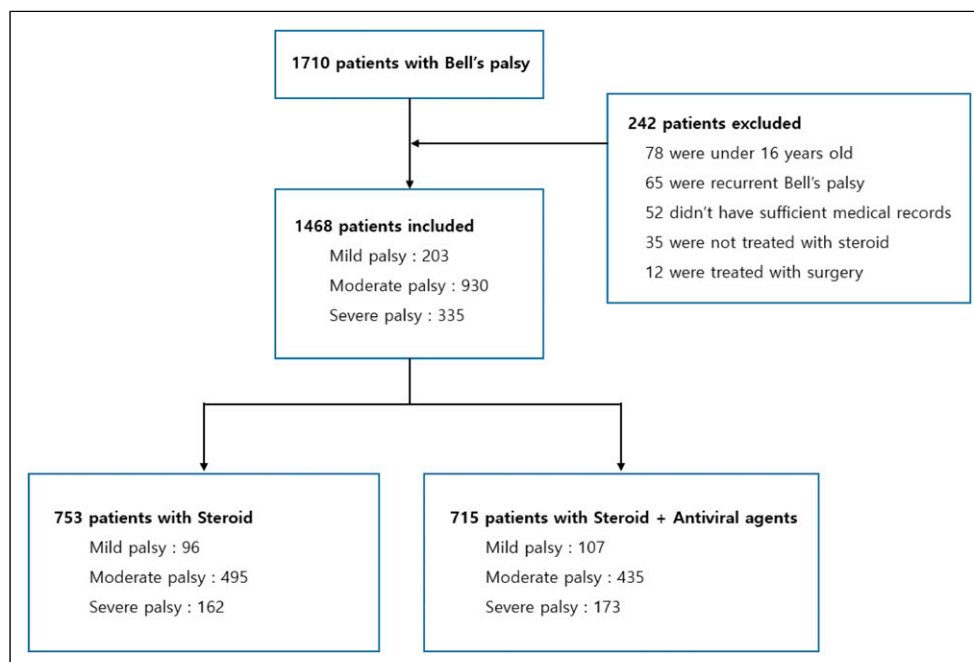 1710 patients with Bell's palsy
242 patients excluded
78 were under 16 years old
65 were recurrent Bell's palsy
52 didn't have sufficient medical records
35 were not treated with steroid
12 were treated with surgery
1468 patients included
Mild palsy : 203
Moderate palsy : 930
Severe palsy : 335
753 patients with Steroid
Mild palsy : 96
Moderate palsy : 495
Severe palsy : 162
715 patients with Steroid + Antiviral agents
Mild palsy : 107
Moderate palsy : 435
Severe palsy : 173